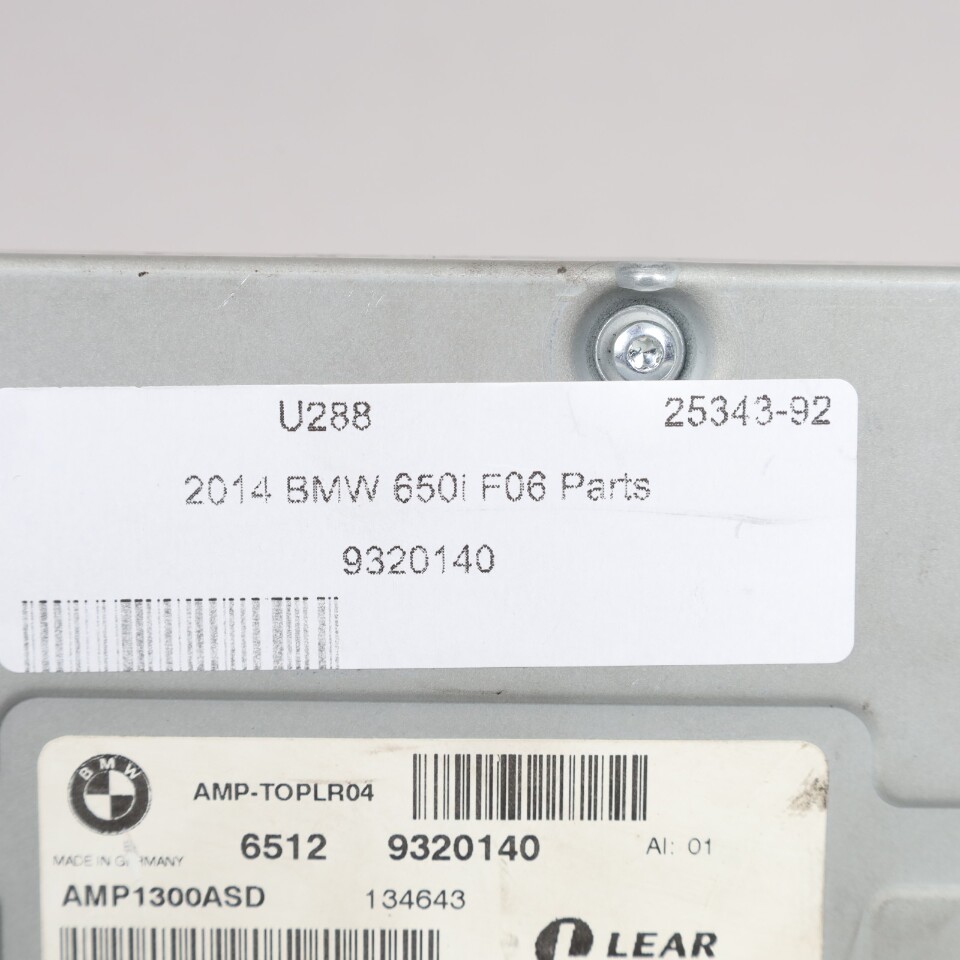 U288 25343-92
2014 BMW 650i F06 Parts
9320140
BMW
AMP-TOPLR04
6512 9320140 AI: 01
MADE IN GERMANY
AMP1300ASD 134643
LEAR